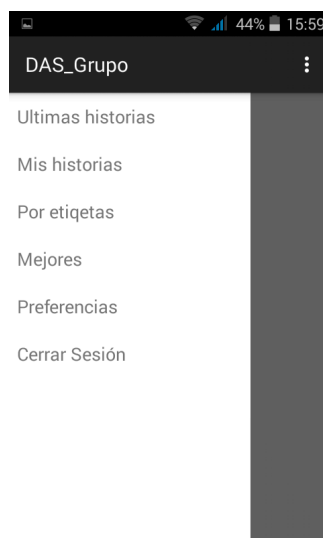 44% 15:59
DAS_Grupo
Ultimas historias
Mis historias
Por etiqetas
Mejores
Preferencias
Cerrar Sesión